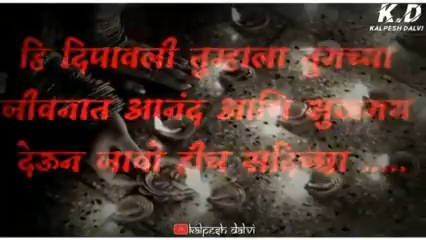 K D
KALPESH DALVI
हि दिपावली तुम्हाला तुमच्या
जीवनात आनंद आणि सुखमय
देऊन जावो हीच सदिच्छा .....
kalpesh dalvi